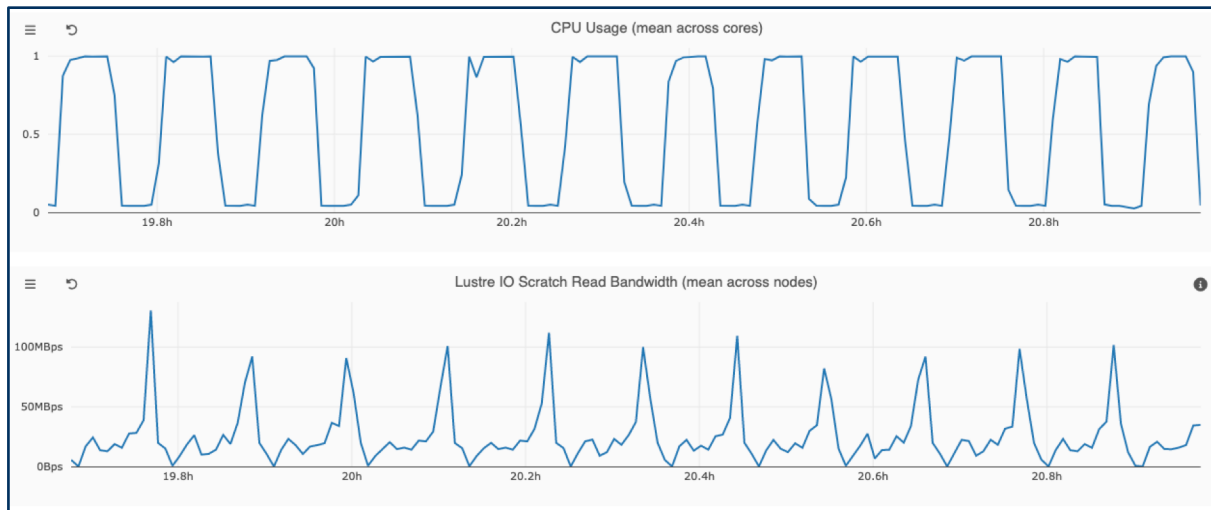 CPU Usage (mean across cores)
1
0.5
0
19.8h 20h 20.2h 20.4h 20.6h 20.8h
Lustre IO Scratch Read Bandwidth (mean across nodes)
100MBps
50MBps
0Bps
19.8h 20h 20.2h 20.4h 20.6h 20.8h